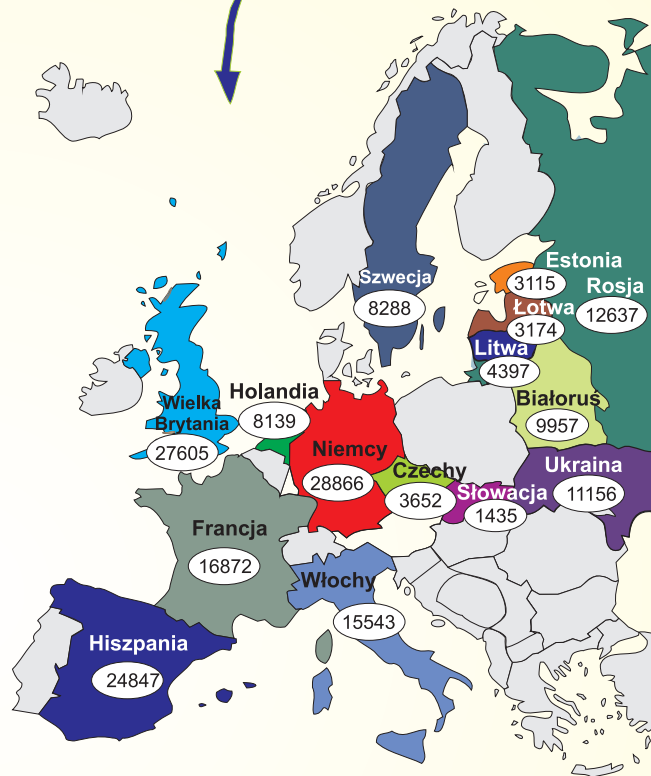 Szwecja
8288
Estonia
3115
Rosja
12637
Łotwa
3174
Litwa
4397
Białoruś
9957
Wielka
Brytania
27605
Holandia
8139
Niemcy
28866
Czechy
3652
Słowacja
1435
Ukraina
11156
Francja
16872
Włochy
15543
Hiszpania
24847